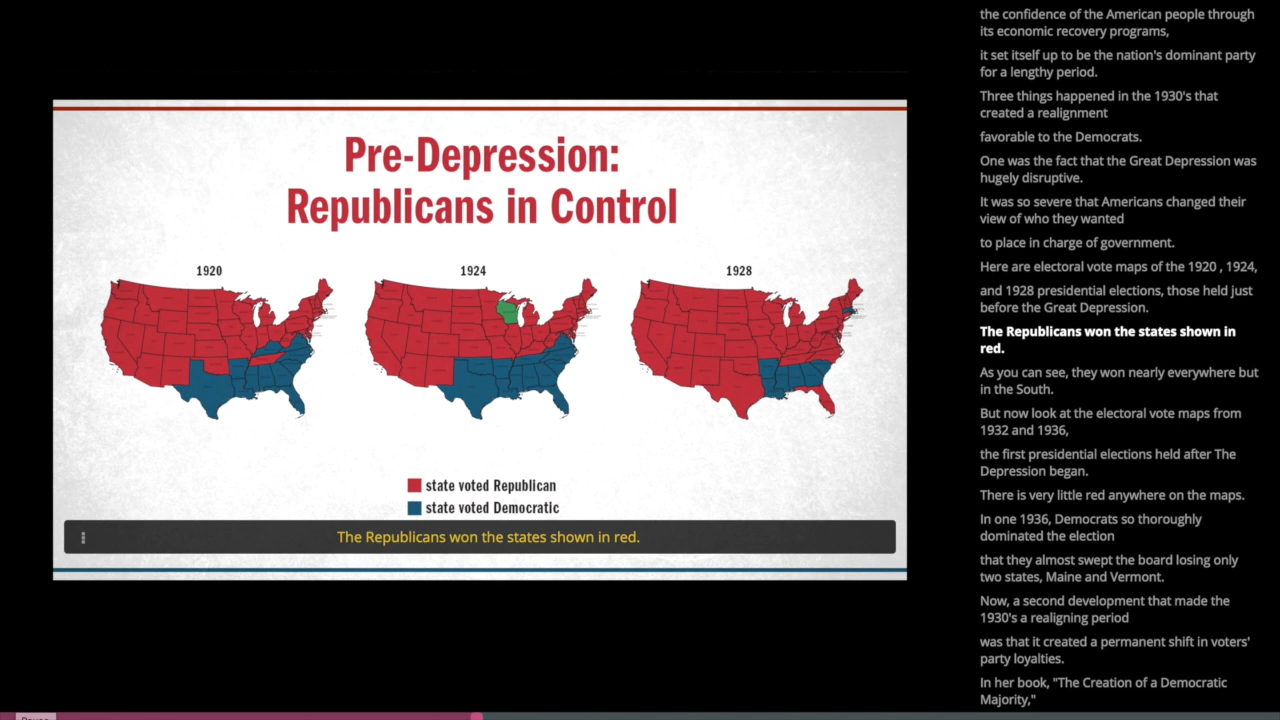 Pre-Depression:
Republicans in Control
1920
1924
1928
state voted Republican
state voted Democratic
The Republicans won the states shown in red.
the confidence of the American people through
its economic recovery programs,
it set itself up to be the nation's dominant party
for a lengthy period.
Three things happened in the 1930's that
created a realignment
favorable to the Democrats.
One was the fact that the Great Depression was
hugely disruptive.
It was so severe that Americans changed their
view of who they wanted
to place in charge of government.
Here are electoral vote maps of the 1920 , 1924,
and 1928 presidential elections, those held just
before the Great Depression.
The Republicans won the states shown in
red.
As you can see, they won nearly everywhere but
in the South.
But now look at the electoral vote maps from
1932 and 1936,
the first presidential elections held after The
Depression began.
There is very little red anywhere on the maps.
In one 1936, Democrats so thoroughly
dominated the election
that they almost swept the board losing only
two states, Maine and Vermont.
Now, a second development that made the
1930's a realigning period
was that it created a permanent shift in voters'
party loyalties.
In her book, "The Creation of a Democratic
Majority,"